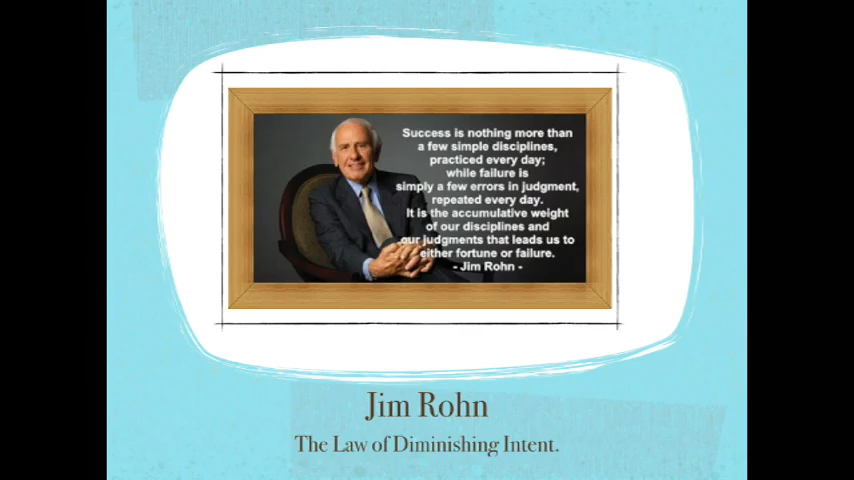 Success is nothing more than
a few simple disciplines,
practiced every day;
while failure is
simply a few errors in judgment,
repeated every day.
It is the accumulative weight
of our disciplines and
our judgments that leads us to
either fortune or failure.
- Jim Rohn -
Jim Rohn
The Law of Diminishing Intent.